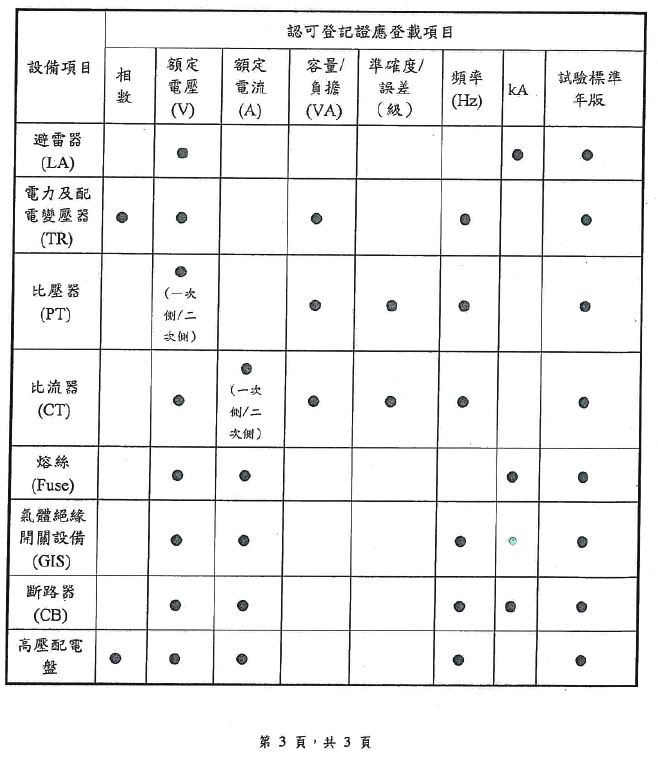 認可登記證應登載項目
設備項目
相
數
額定
電壓
(V)
額定
電流
(A)
容量/
負擔
(VA)
準確度/
誤差
(級)
頻率
(Hz)
kA
試驗標準
年版
避雷器
(LA)
●
●
●
電力及配
電變壓器
(TR)
●
●
●
●
●
比壓器
(PT)
●
(一次
側/二
次側)
●
●
●
●
比流器
(CT)
●
●
(一次
側/二
次側)
●
●
●
●
熔絲
(Fuse)
●
●
●
●
氣體絕緣
開關設備
(GIS)
●
●
●
●
●
斷路器
(CB)
●
●
●
●
●
高壓配電
盤
●
●
●
●
●
第 3 頁，共 3 頁